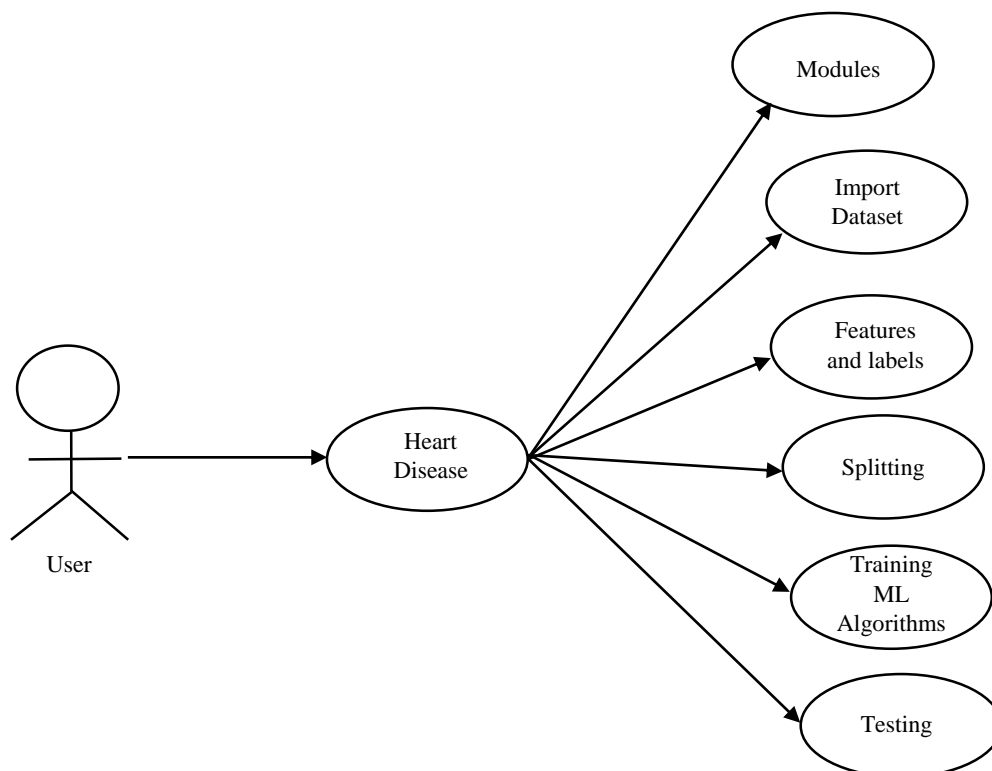 Modules
Import
Dataset
Features
and labels
Heart
Disease
Splitting
User
Training
ML
Algorithms
Testing